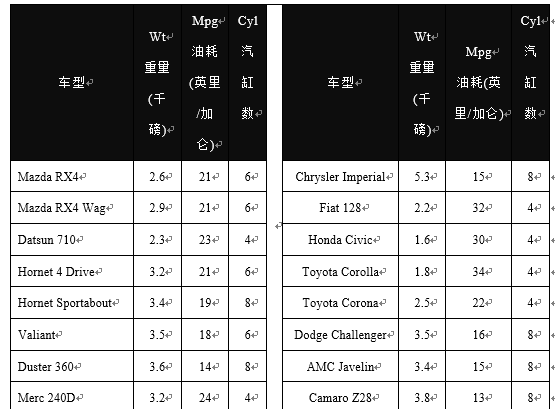 车型 Wt 重量 (千磅) Mpg 油耗 (英里/加仑) Cyl 汽缸数
Mazda RX4 2.6 21 6
Mazda RX4 Wag 2.9 21 6
Datsun 710 2.3 23 4
Hornet 4 Drive 3.2 21 6
Hornet Sportabout 3.4 19 8
Valiant 3.5 18 6
Duster 360 3.6 14 8
Merc 240D 3.2 24 4
车型 Wt 重量 (千磅) Mpg 油耗(英里/加仑) Cyl 汽缸数
Chrysler Imperial 5.3 15 8
Fiat 128 2.2 32 4
Honda Civic 1.6 30 4
Toyota Corolla 1.8 34 4
Toyota Corona 2.5 22 4
Dodge Challenger 3.5 16 8
AMC Javelin 3.4 15 8
Camaro Z28 3.8 13 8